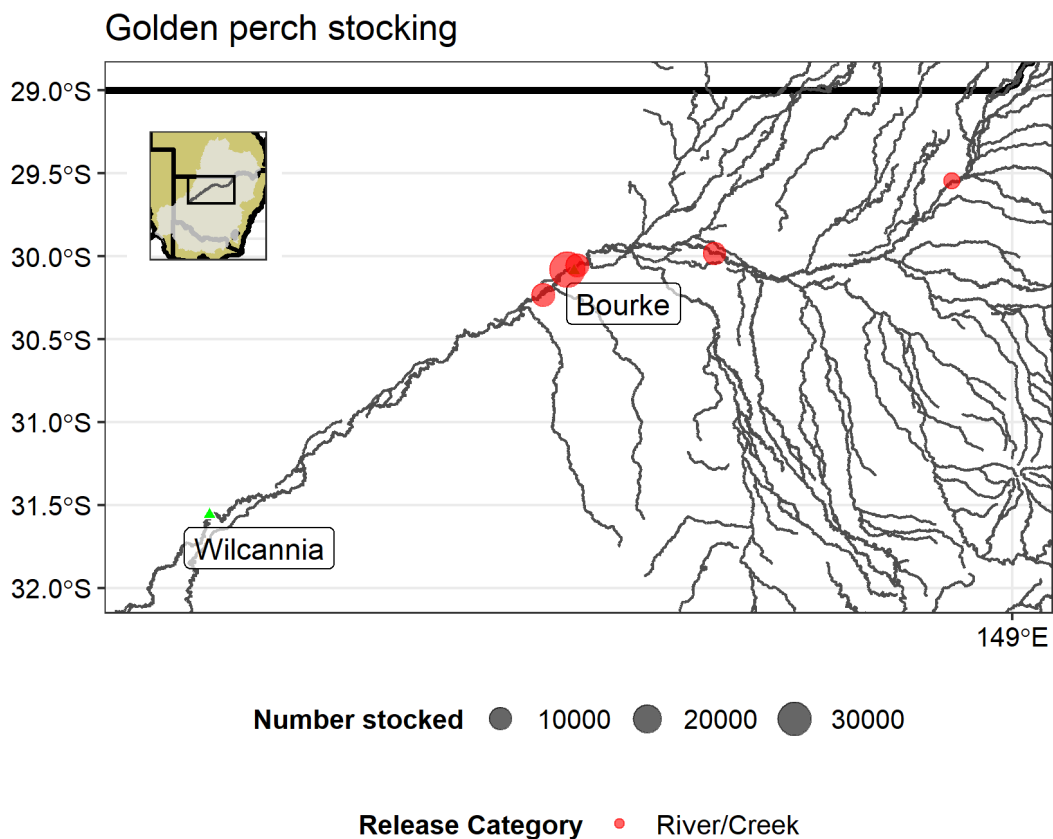 Golden perch stocking
29.0°S
29.5°S
30.0°S
30.5°S
31.0°S
31.5°S
32.0°S
Bourke
Wilcannia
149°E
Number stocked 10000 20000 30000
Release Category River/Creek